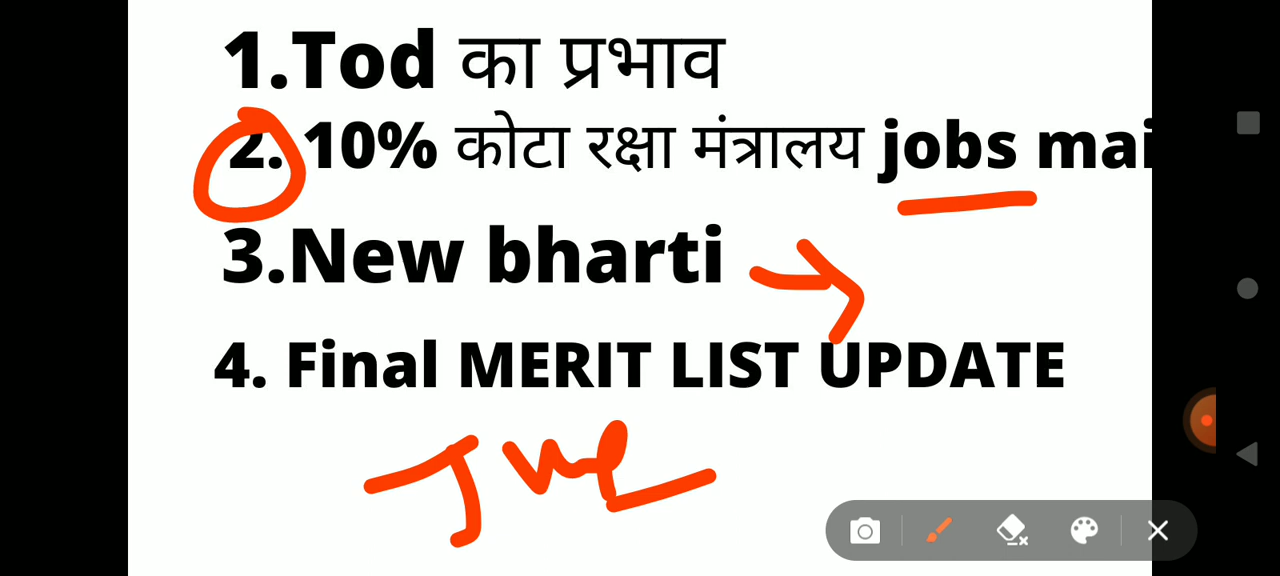 1.Tod का प्रभाव
2. 10% कोटा रक्षा मंत्रालय jobs mai
3.New bharti
4. Final MERIT LIST UPDATE